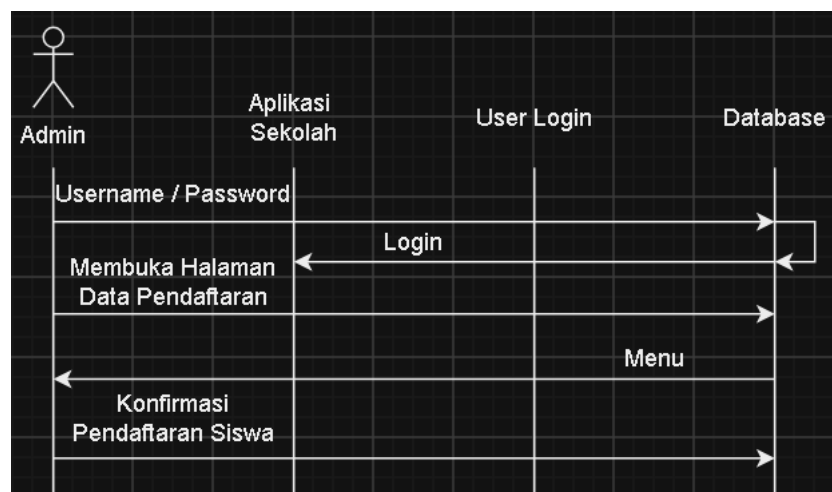 Admin
Aplikasi
Sekolah
User Login
Database
Username / Password
Login
Membuka Halaman
Data Pendaftaran
Menu
Konfirmasi
Pendaftaran Siswa